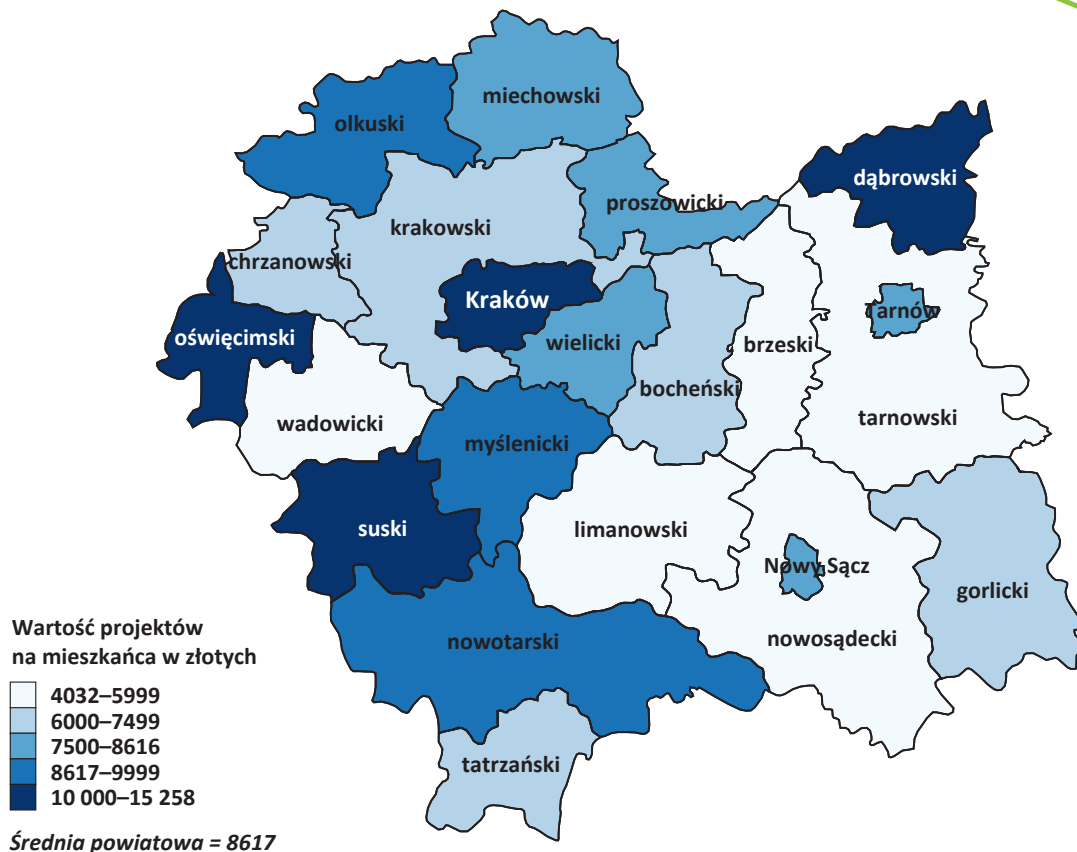 miechowski
olkuski
dąbrowski
proszowicki
krakowski
chrzanowski
Kraków
Tarnów
oświęcimski
wielicki
brzeski
bocheński
tarnowski
wadowicki
myślenicki
suski
limanowski
Nowy Sącz
gorlicki
nowotarski
nowosądecki
tatrzański
Wartość projektów
na mieszkańca w złotych
4032–5999
6000–7499
7500–8616
8617–9999
10 000–15 258
Średnia powiatowa = 8617